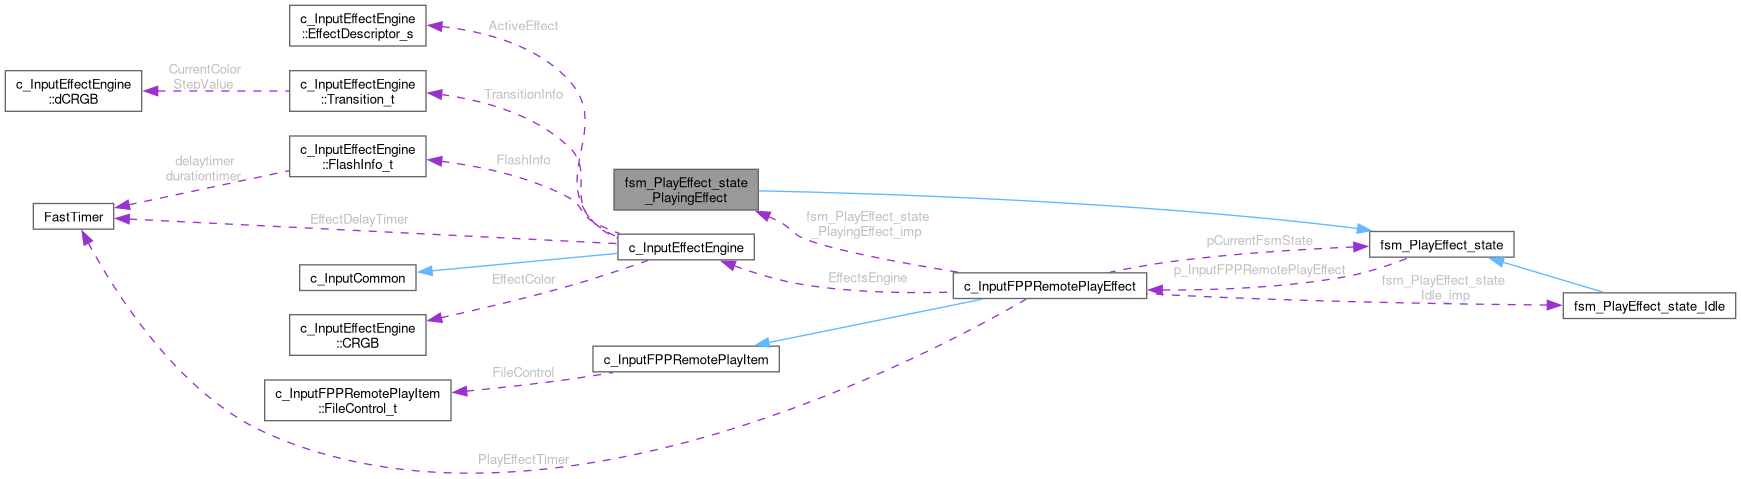 c_InputEffectEngine
::EffectDescriptor_s
ActiveEffect
c_InputEffectEngine
::dCRGB
CurrentColor
StepValue
c_InputEffectEngine
::Transition_t
TransitionInfo
c_InputEffectEngine
::FlashInfo_t
FlashInfo
delaytimer
durationtimer
FastTimer
EffectDelayTimer
fsm_PlayEffect_state
_PlayingEffect
fsm_PlayEffect_state
_PlayingEffect_imp
c_InputEffectEngine
c_InputCommon
EffectColor
EffectsEngine
c_InputEffectEngine
::CRGB
c_InputFPPRemotePlayEffect
pCurrentFsmState
p_InputFPPRemotePlayEffect
fsm_PlayEffect_state
fsm_PlayEffect_state
Idle_imp
fsm_PlayEffect_state_Idle
c_InputFPPRemotePlayItem
FileControl
c_InputFPPRemotePlayItem
::FileControl_t
PlayEffectTimer